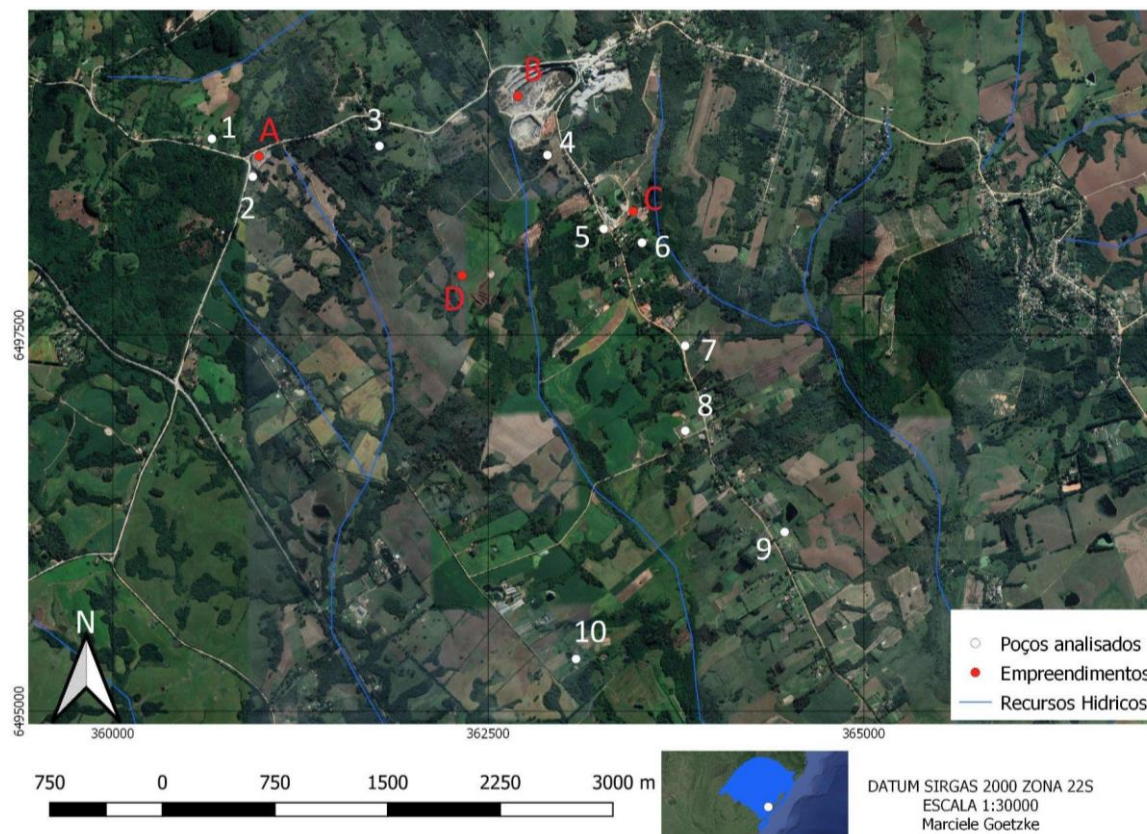 B
1
A
3
4
2
C
5
6
D
7
8
9
10
6497500
6495000
N
Poços analisados
Empreendimentos
Recursos Hidricos
360000
362500
365000
750 0 750 1500 2250 3000 m
DATUM SIRGAS 2000 ZONA 22S
ESCALA 1:30000
Marciele Goetzke